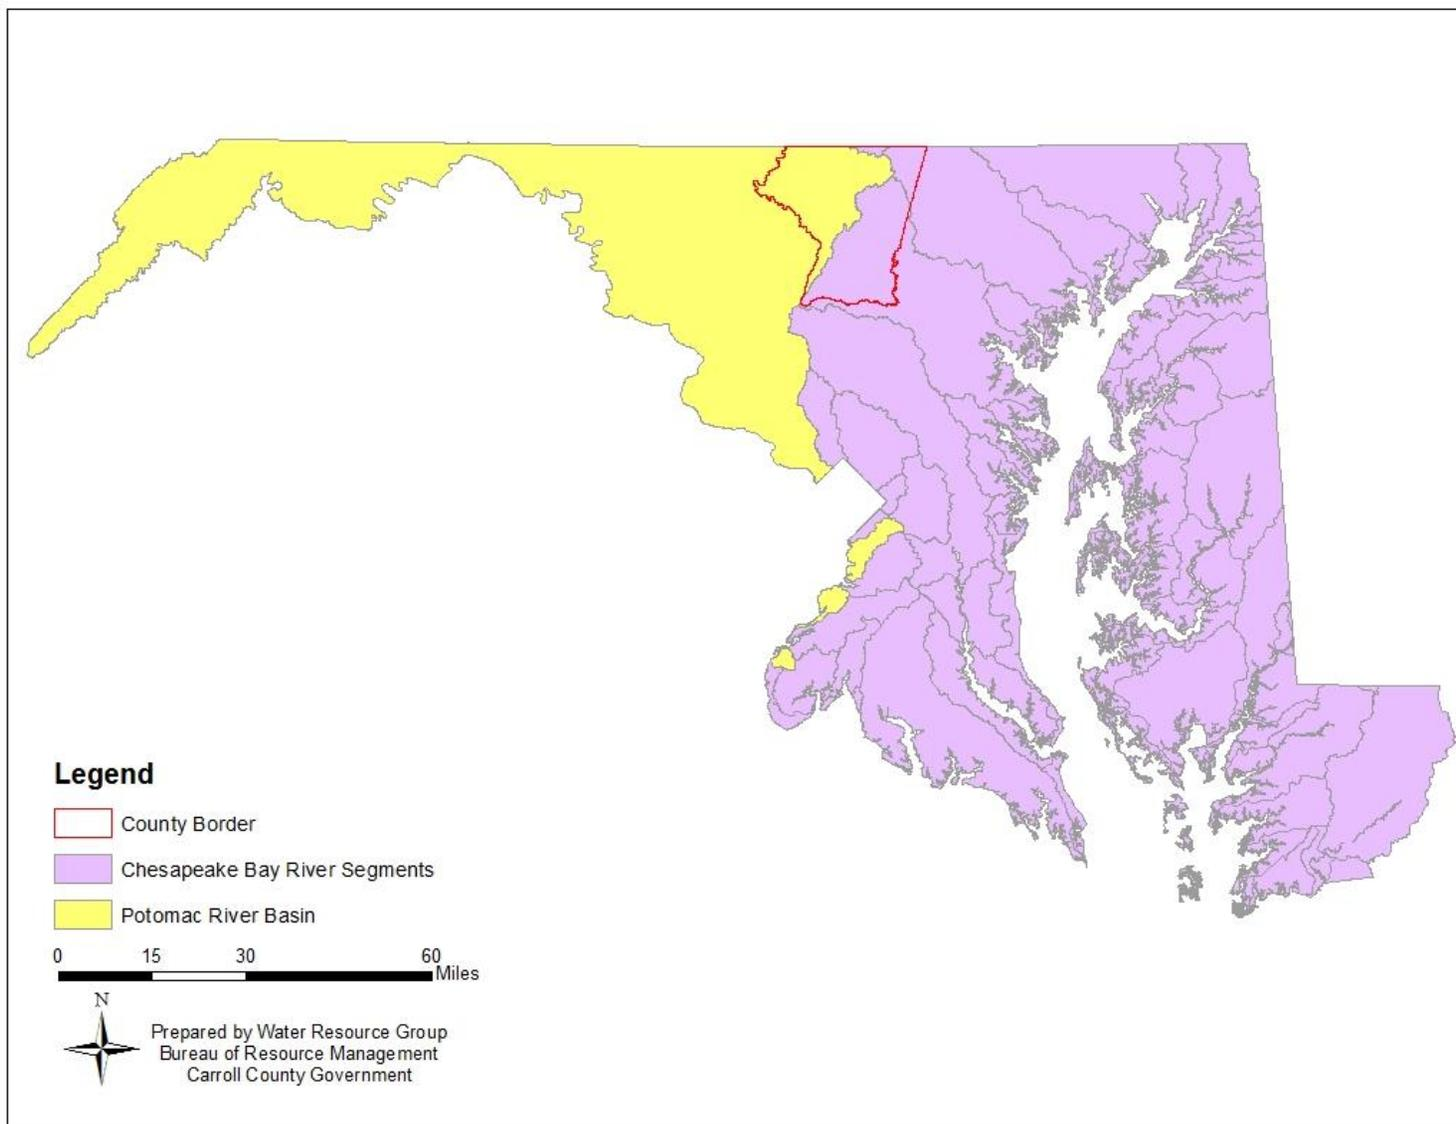 Legend
County Border
Chesapeake Bay River Segments
Potomac River Basin
0 15 30 60
Miles
N
Prepared by Water Resource Group
Bureau of Resource Management
Carroll County Government